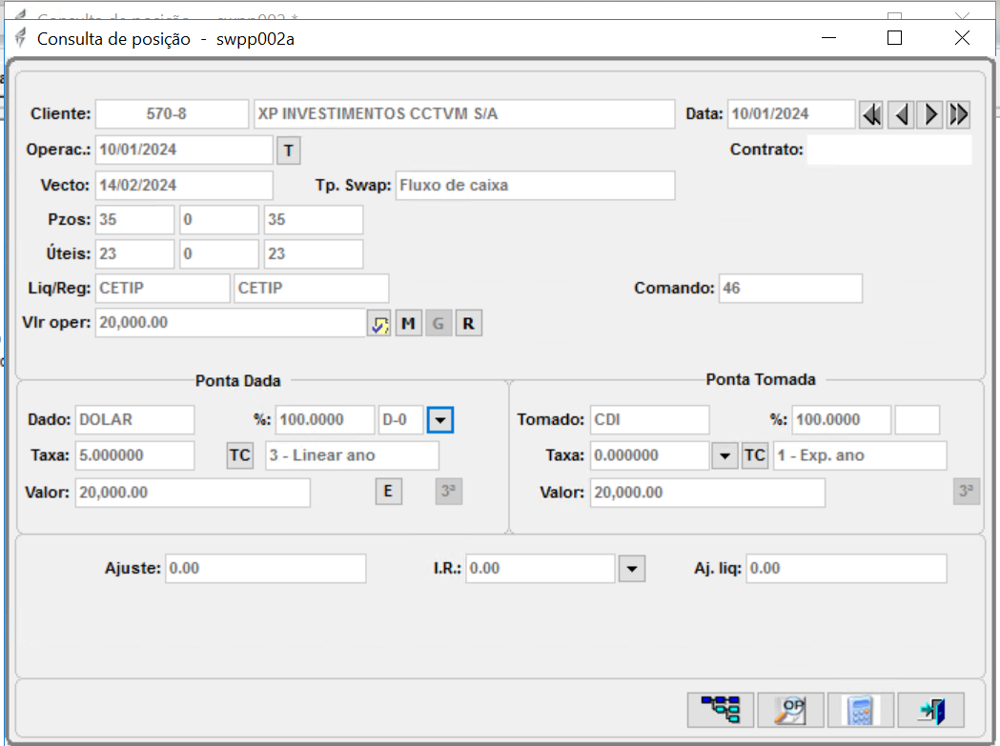 Consulta de posição - swpp002a
Cliente: 570-8 XP INVESTIMENTOS CCTVM S/A Data: 10/01/2024
Operac.: 10/01/2024 T Contrato:
Vecto: 14/02/2024 Tp. Swap: Fluxo de caixa
Pzos: 35 0 35
Úteis: 23 0 23
Liq/Reg: CETIP CETIP Comando: 46
Vlr oper: 20,000.00 M G R
Ponta Dada Ponta Tomada
Dado: DOLAR %: 100.0000 D-0 Tomado: CDI %: 100.0000
Taxa: 5.000000 TC 3 - Linear ano Taxa: 0.000000 TC 1 - Exp. ano
Valor: 20,000.00 E 3ª Valor: 20,000.00 3ª
Ajuste: 0.00 I.R.: 0.00 Aj. liq: 0.00
OP